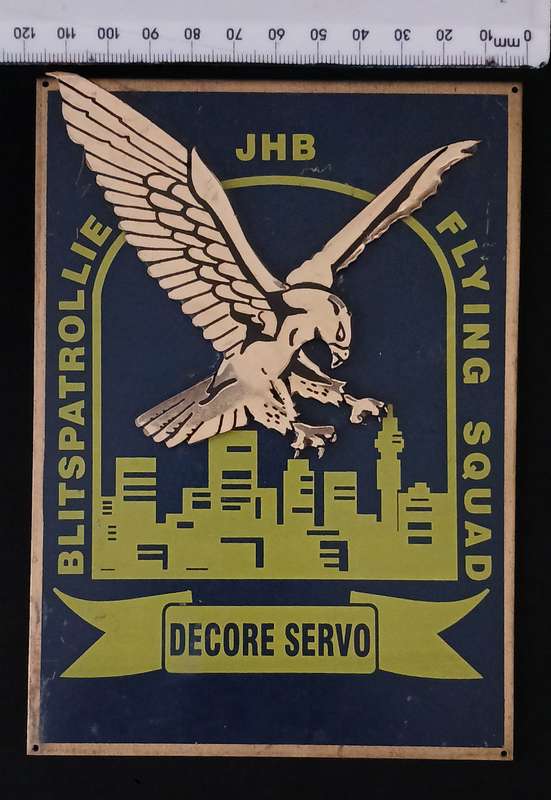 0 mm 10 20 30 40 50 60 70 80 90 100 110 120
JHB
BLITSPATROLLIE
FLYING SQUAD
DECORE SERVO